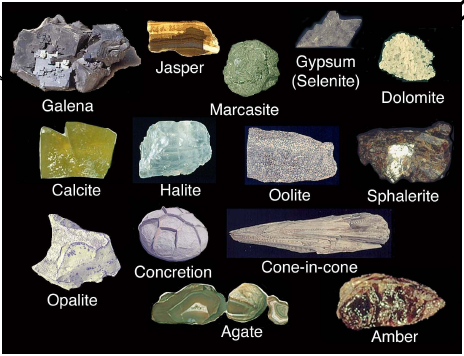 Galena
Jasper
Marcasite
Gypsum
(Selenite)
Dolomite
Calcite
Halite
Oolite
Sphalerite
Opalite
Concretion
Cone-in-cone
Agate
Amber